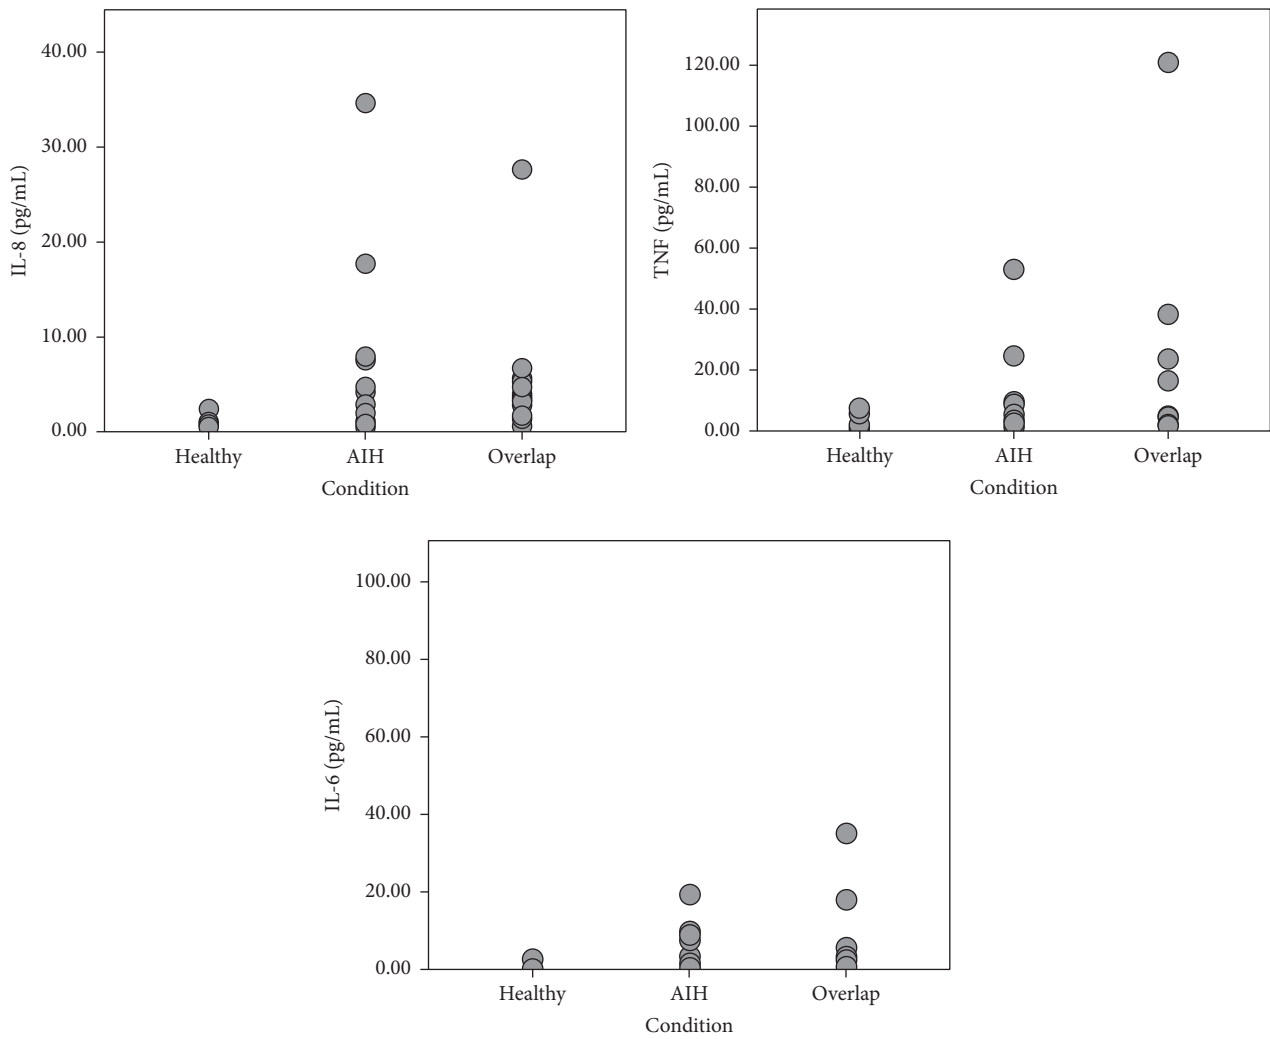 40.00
30.00
20.00
10.00
0.00
IL-8 (pg/mL)
Healthy
AIH
Overlap
Condition
120.00
100.00
80.00
60.00
40.00
20.00
0.00
TNF (pg/mL)
Healthy
AIH
Overlap
Condition
100.00
80.00
60.00
40.00
20.00
0.00
IL-6 (pg/mL)
Healthy
AIH
Overlap
Condition